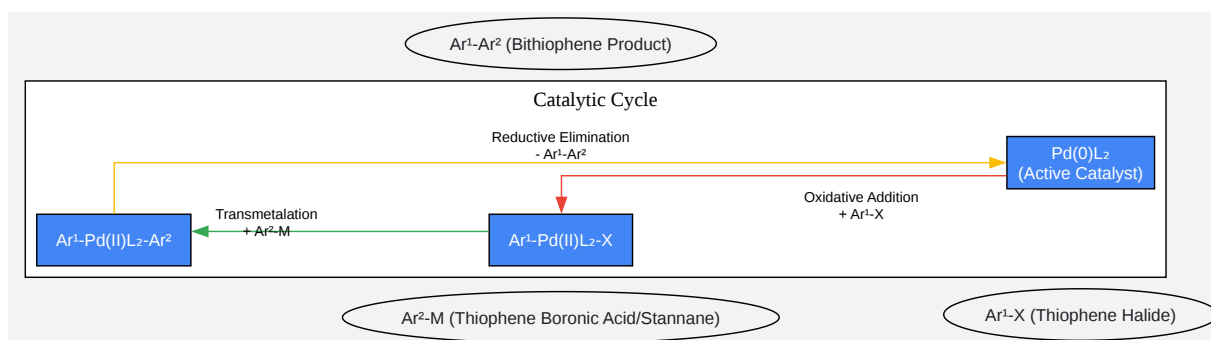 Ar¹-Ar² (Bithiophene Product)
Catalytic Cycle
Reductive Elimination
- Ar¹-Ar²
Pd(0)L₂
(Active Catalyst)
Oxidative Addition
+ Ar¹-X
Transmetalation
+ Ar²-M
Ar¹-Pd(II)L₂-Ar²
Ar¹-Pd(II)L₂-X
Ar²-M (Thiophene Boronic Acid/Stannane)
Ar¹-X (Thiophene Halide)